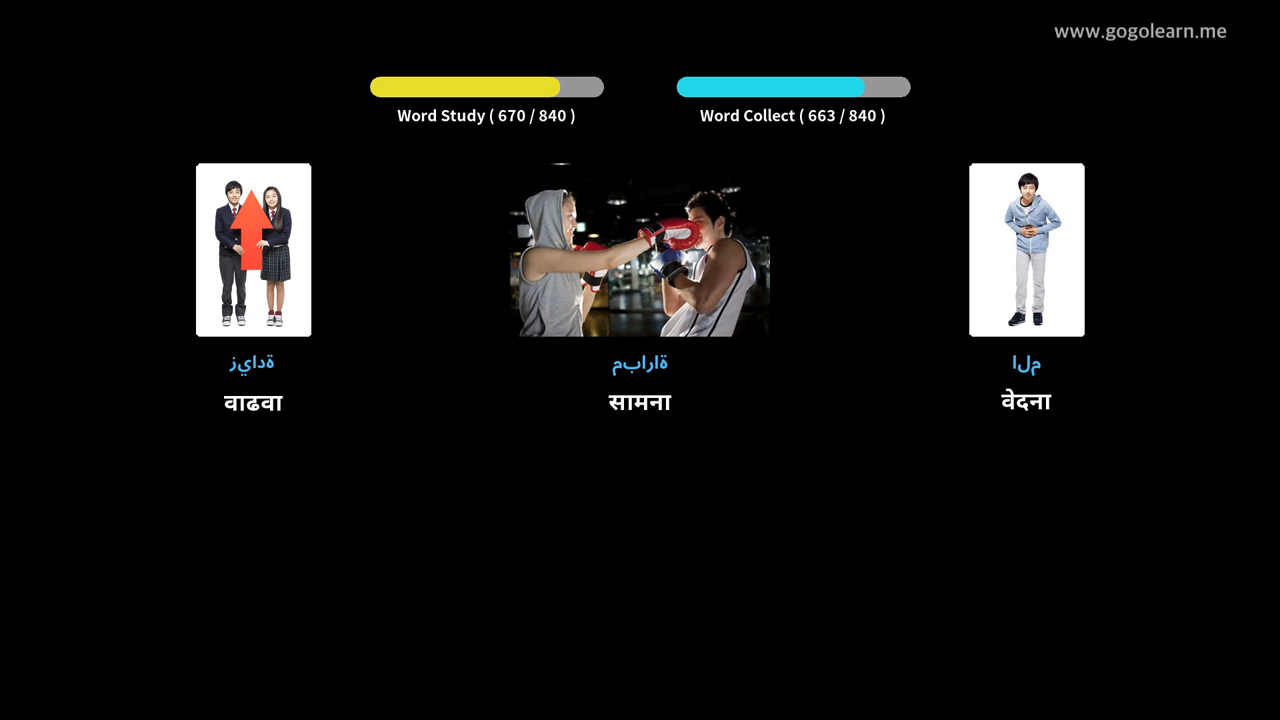 www.gogolearn.me
Word Study ( 670 / 840 )
Word Collect ( 663 / 840 )
زيادة
مباراة
الم
वाढवा
सामना
वेदना